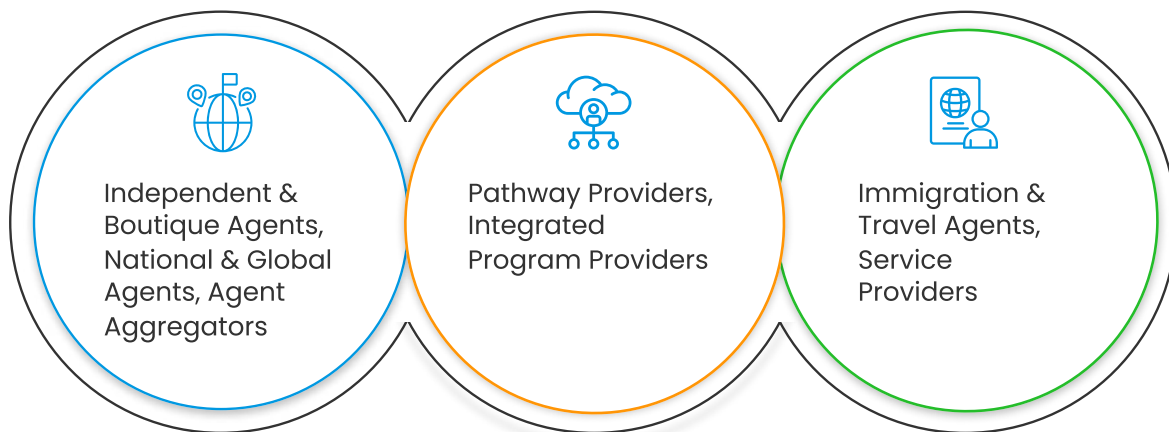 Independent &
Boutique Agents,
National & Global
Agents, Agent
Aggregators
Pathway Providers,
Integrated
Program Providers
Immigration &
Travel Agents,
Service
Providers